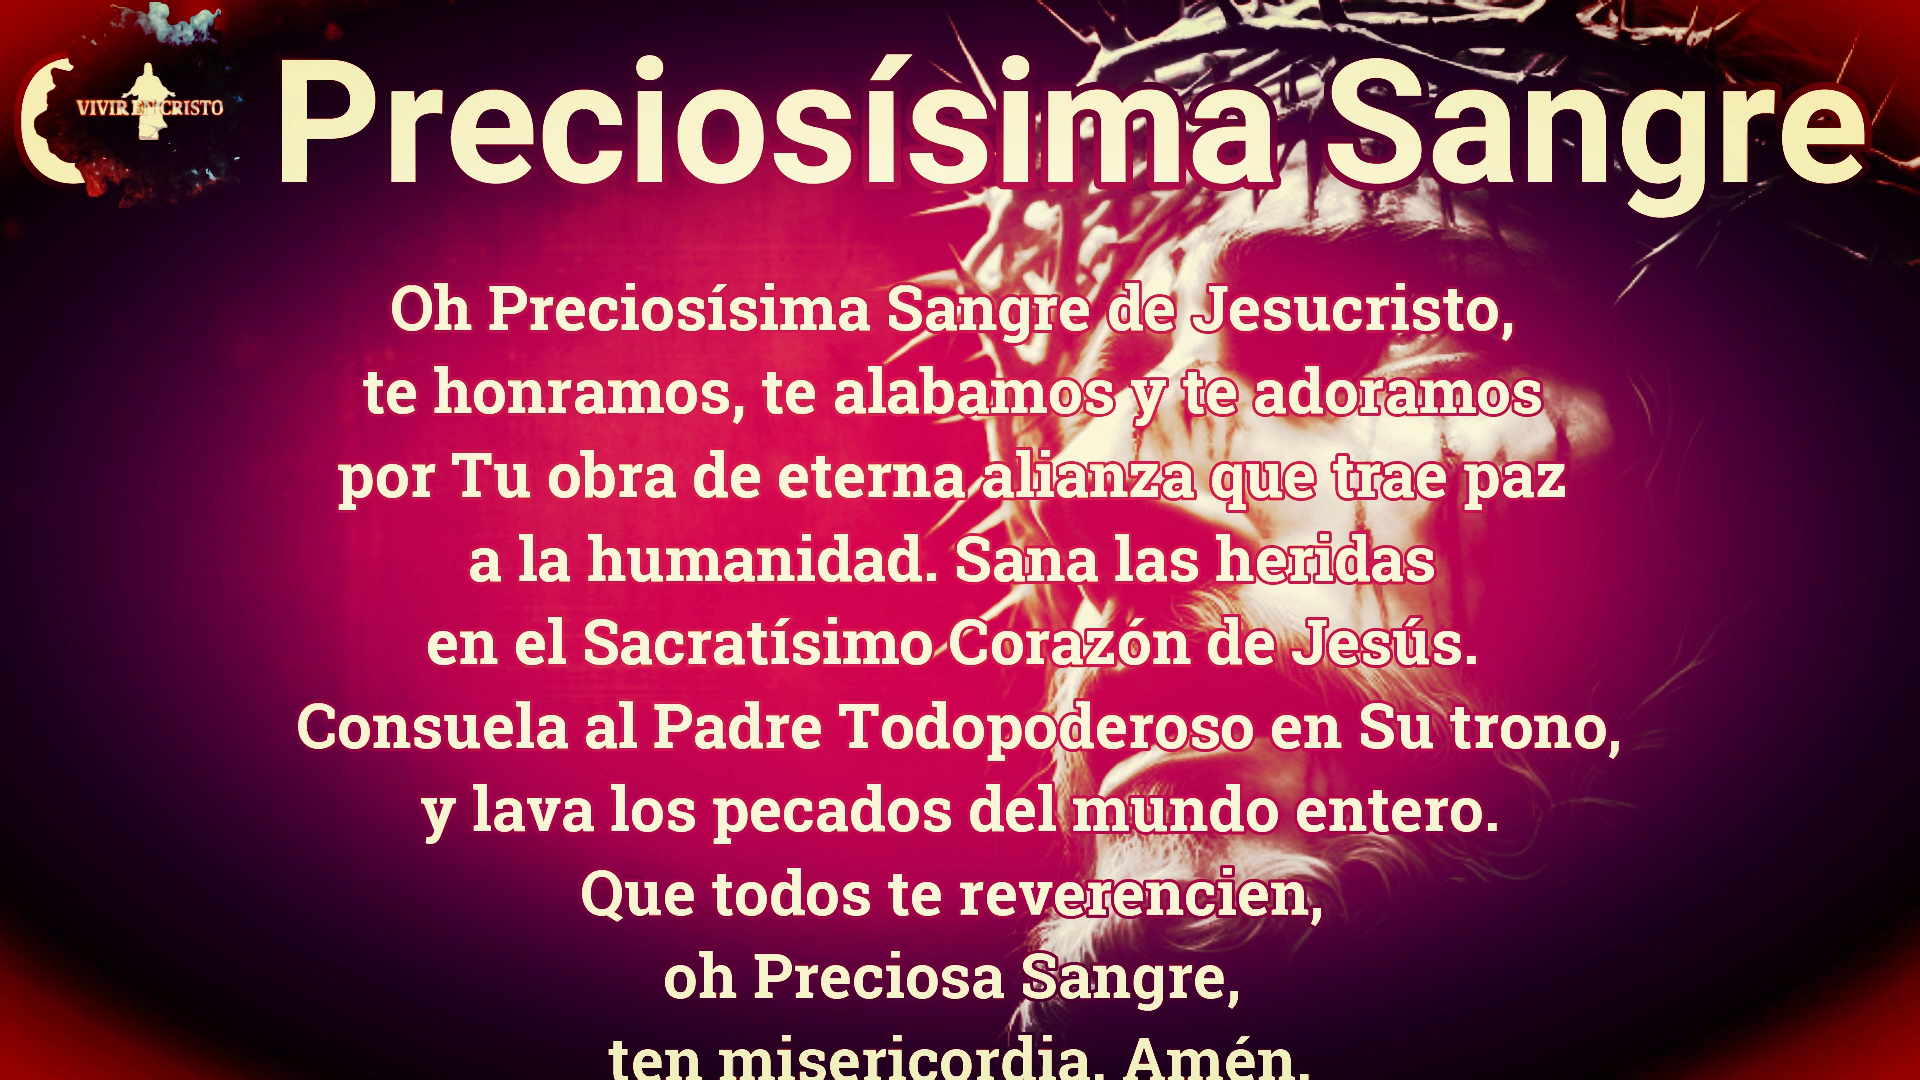 VIVIR EN CRISTO
Preciosísima Sangre
Oh Preciosísima Sangre de Jesucristo,
te honramos, te alabamos y te adoramos
por Tu obra de eterna alianza que trae paz
a la humanidad. Sana las heridas
en el Sacratísimo Corazón de Jesús.
Consuela al Padre Todopoderoso en Su trono,
y lava los pecados del mundo entero.
Que todos te reverencien,
oh Preciosa Sangre,
ten misericordia. Amén.